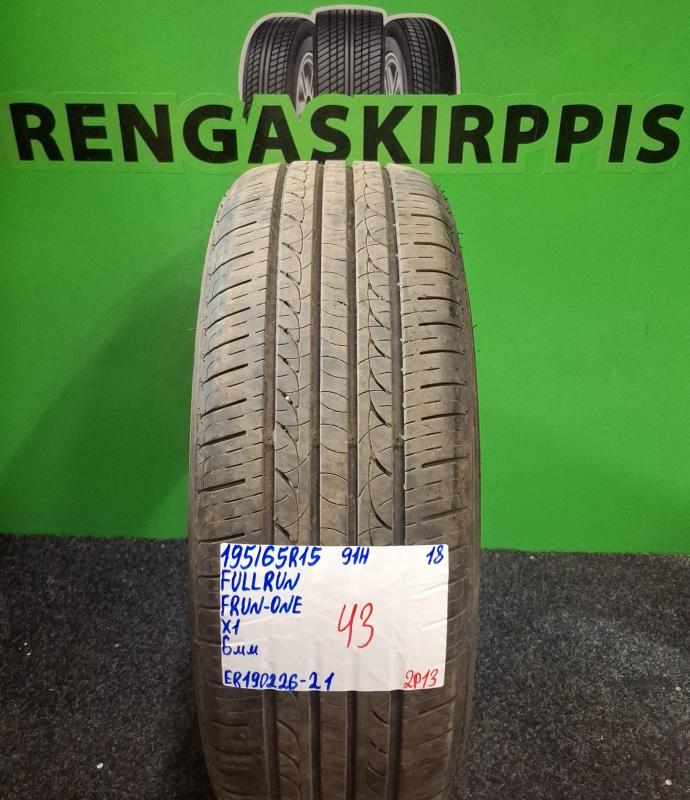 RENGASKIRPPIS
195/65R15 91H 18
FULLRUN
FRUN-ONE
X1 43
6мм
ER190226-21 2P13